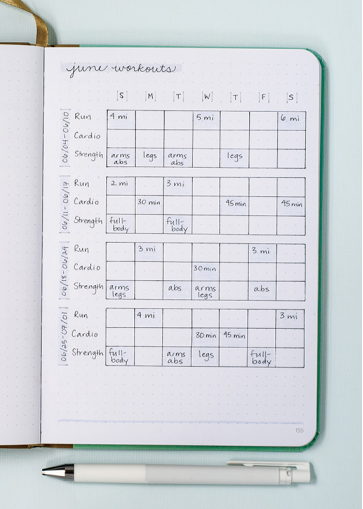 june workouts
S M T W T F S
06/04-06/10
Run 4 mi 5 mi 6 mi
Cardio
Strength arms abs legs arms abs legs
06/11-06/17
Run 2 mi 3 mi
Cardio 30 min 45 min 45 min
Strength full-body full-body
06/18-06/24
Run 3 mi 3 mi
Cardio 30 min
Strength arms legs abs arms legs abs
06/25-07/01
Run 4 mi 3 mi
Cardio 30 min 45 min
Strength full-body arms abs legs full-body